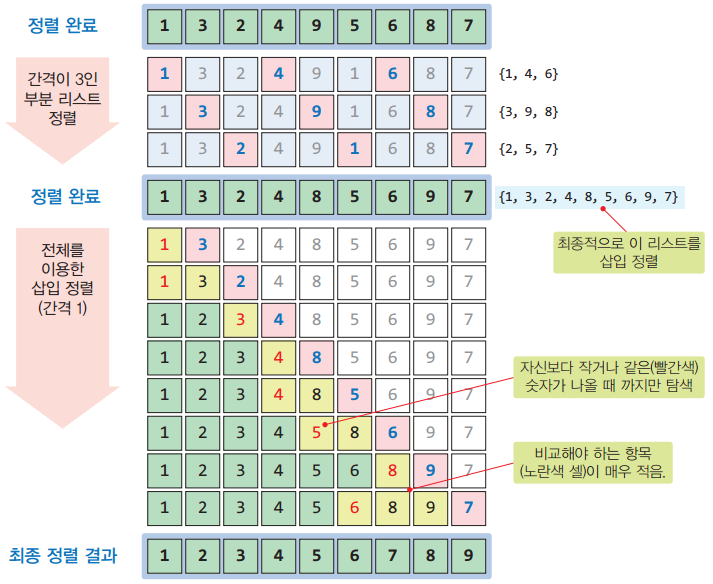 정렬 완료 1 3 2 4 9 5 6 8 7
간격이 3인
부분 리스트
정렬
1 3 2 4 9 1 6 8 7 {1, 4, 6}
1 3 2 4 9 1 6 8 7 {3, 9, 8}
1 3 2 4 9 1 6 8 7 {2, 5, 7}
정렬 완료 1 3 2 4 8 5 6 9 7 {1, 3, 2, 4, 8, 5, 6, 9, 7}
최종적으로 이 리스트를
삽입 정렬
전체를
이용한
삽입 정렬
(간격 1)
1 3 2 4 8 5 6 9 7
1 3 2 4 8 5 6 9 7
1 2 3 4 8 5 6 9 7
1 2 3 4 8 5 6 9 7
1 2 3 4 8 5 6 9 7
1 2 3 4 5 8 6 9 7
1 2 3 4 5 6 8 9 7
1 2 3 4 5 6 8 9 7
자신보다 작거나 같은(빨간색)
숫자가 나올 때 까지만 탐색
비교해야 하는 항목
(노란색 셀)이 매우 적음.
최종 정렬 결과 1 2 3 4 5 6 7 8 9